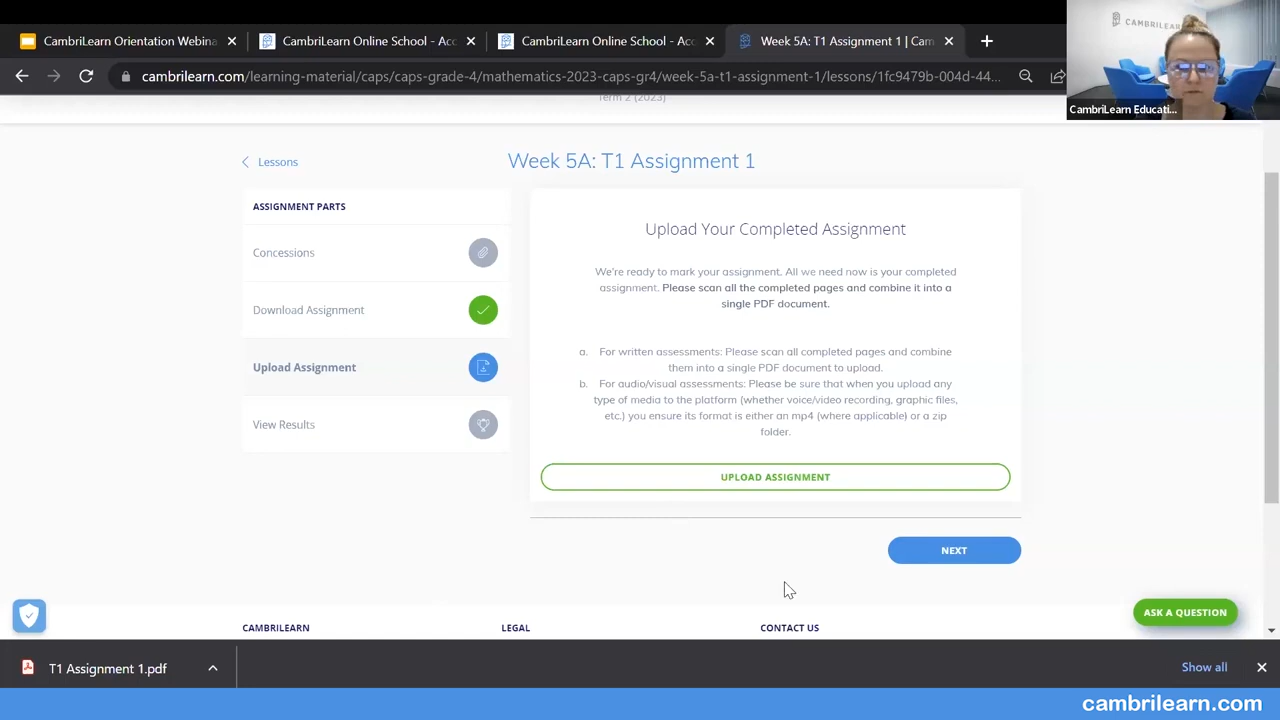 CambriLearn Orientation Webina
CambriLearn Online School - Acc
CambriLearn Online School - Acc
Week 5A: T1 Assignment 1 | Cam
cambrilearn.com/learning-material/caps/caps-grade-4/mathematics-2023-caps-gr4/week-5a-t1-assignment-1/lessons/1fc9479b-004d-44...
CAMBRILEARN
CambriLearn Educati...
Term 2 (2023)
Lessons
Week 5A: T1 Assignment 1
ASSIGNMENT PARTS
Concessions
Download Assignment
Upload Assignment
View Results
Upload Your Completed Assignment
We're ready to mark your assignment. All we need now is your completed
assignment. Please scan all the completed pages and combine it into a
single PDF document.
a. For written assessments: Please scan all completed pages and combine
them into a single PDF document to upload.
b. For audio/visual assessments: Please be sure that when you upload any
type of media to the platform (whether voice/video recording, graphic files,
etc.) you ensure its format is either an mp4 (where applicable) or a zip
folder.
UPLOAD ASSIGNMENT
NEXT
ASK A QUESTION
CAMBRILEARN
LEGAL
CONTACT US
T1 Assignment 1.pdf
Show all
cambrilearn.com